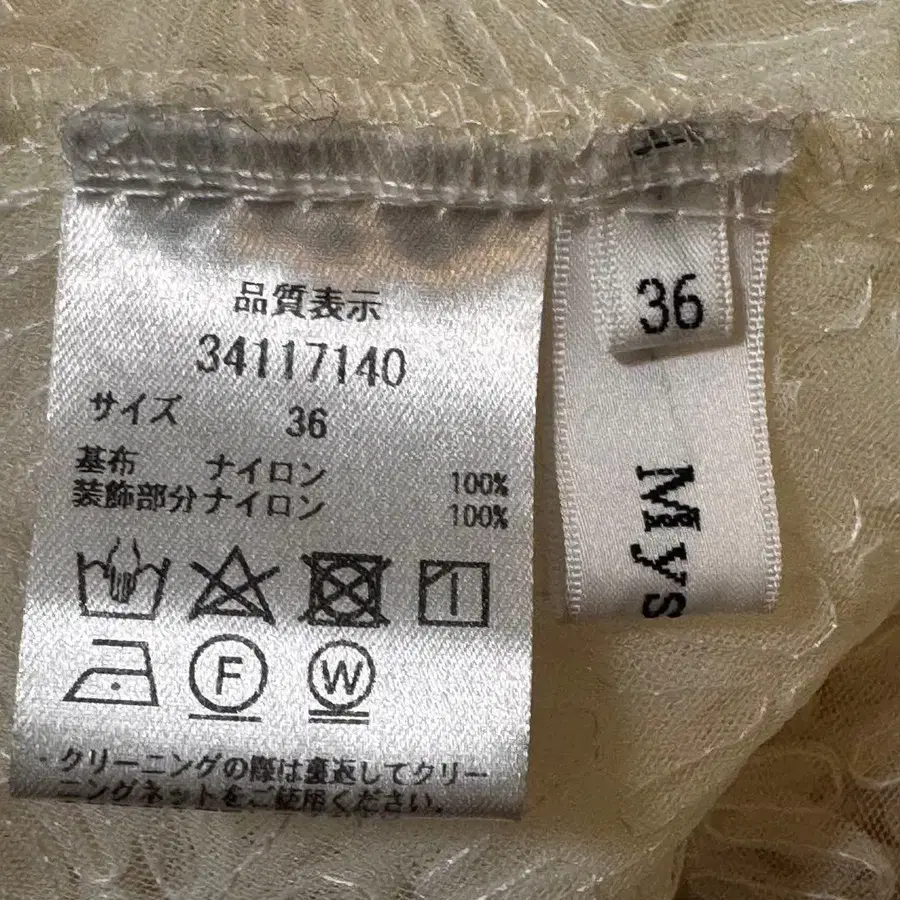 品質表示
34117140
サイズ 36
基布 ナイロン 100%
装飾部分 ナイロン 100%
F W
クリーニングの際は裏返してクリー
ニングネットをご使用ください。
36
Mys